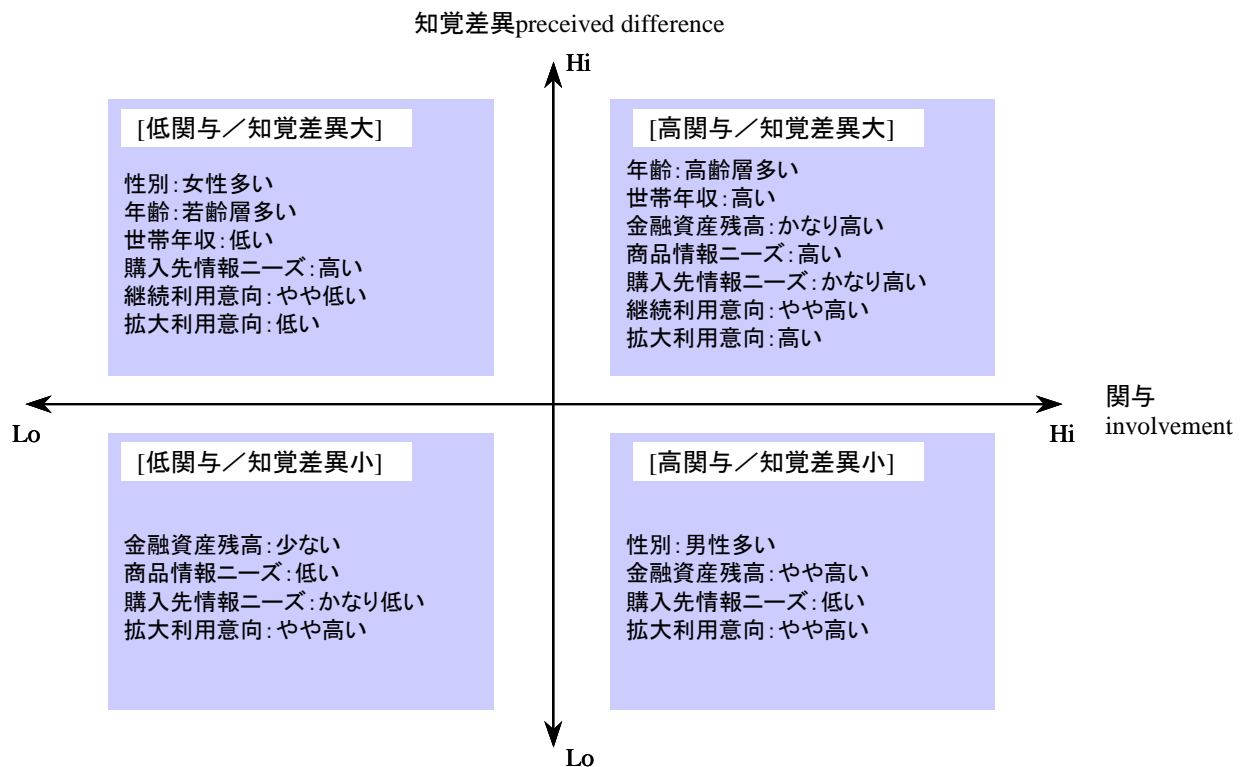 知覚差異preceived difference
Hi
[低関与／知覚差異大]
性別：女性多い
年齢：若齢層多い
世帯年収：低い
購入先情報ニーズ：高い
継続利用意向：やや低い
拡大利用意向：低い
[高関与／知覚差異大]
年齢：高齢層多い
世帯年収：高い
金融資産残高：かなり高い
商品情報ニーズ：高い
購入先情報ニーズ：かなり高い
継続利用意向：やや高い
拡大利用意向：高い
Lo
Hi
関与
involvement
[低関与／知覚差異小]
金融資産残高：少ない
商品情報ニーズ：低い
購入先情報ニーズ：かなり低い
拡大利用意向：やや高い
[高関与／知覚差異小]
性別：男性多い
金融資産残高：やや高い
購入先情報ニーズ：低い
拡大利用意向：やや高い
Lo